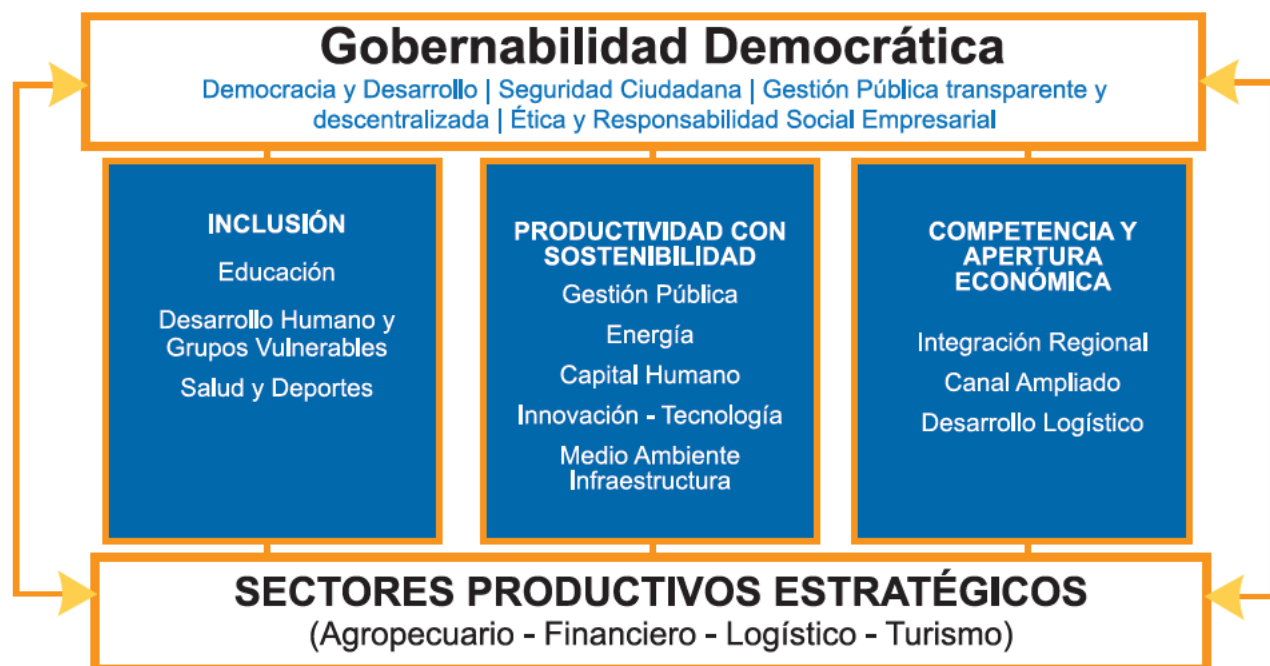 Gobernabilidad Democrática
Democracia y Desarrollo | Seguridad Ciudadana | Gestión Pública transparente y
descentralizada | Ética y Responsabilidad Social Empresarial
INCLUSIÓN
Educación
Desarrollo Humano y
Grupos Vulnerables
Salud y Deportes
PRODUCTIVIDAD CON
SOSTENIBILIDAD
Gestión Pública
Energía
Capital Humano
Innovación - Tecnología
Medio Ambiente
Infraestructura
COMPETENCIA Y
APERTURA
ECONÓMICA
Integración Regional
Canal Ampliado
Desarrollo Logístico
SECTORES PRODUCTIVOS ESTRATÉGICOS
(Agropecuario - Financiero - Logístico - Turismo)